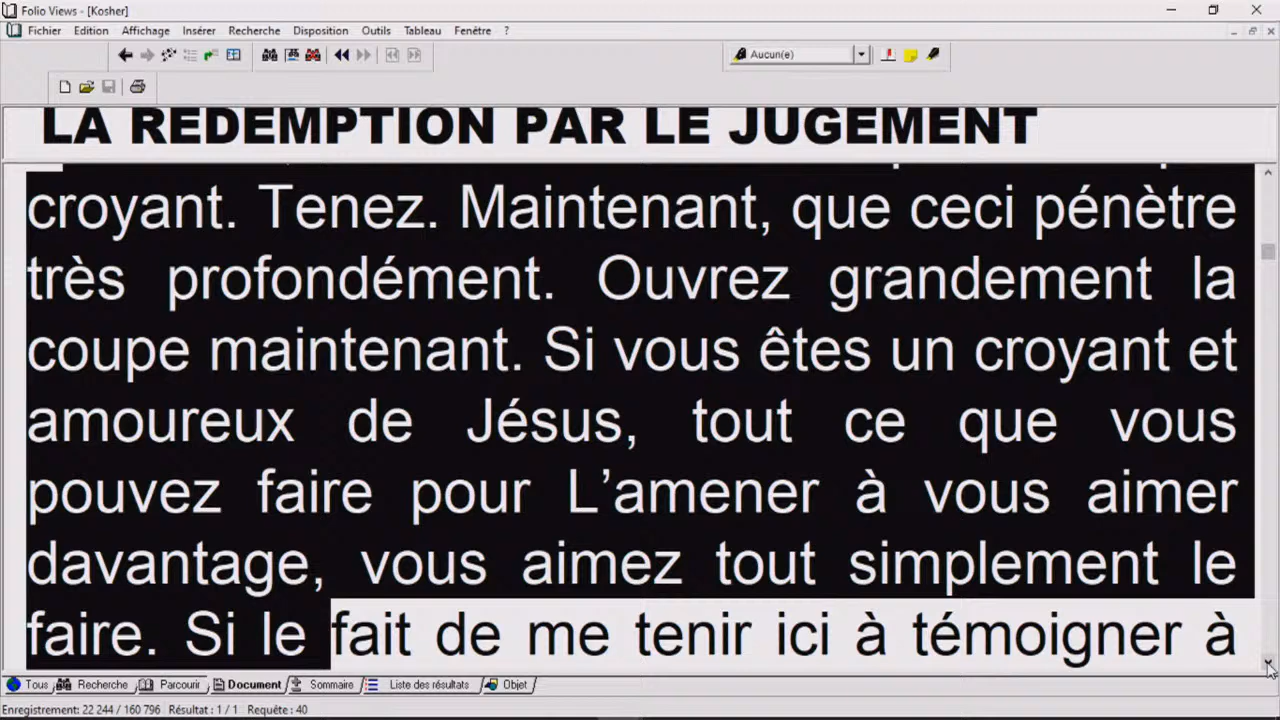 Folio Views - [Kosher]
Fichier Edition Affichage Insérer Recherche Disposition Outils Tableau Fenêtre ?
Aucun(e)
LA REDEMPTION PAR LE JUGEMENT
croyant. Tenez. Maintenant, que ceci pénètre
très profondément. Ouvrez grandement la
coupe maintenant. Si vous êtes un croyant et
amoureux de Jésus, tout ce que vous
pouvez faire pour L’amener à vous aimer
davantage, vous aimez tout simplement le
faire. Si le fait de me tenir ici à témoigner à
Tous Recherche Parcourir Document Sommaire Liste des résultats Objet
Enregistrement: 22 244 / 160 796 Résultat : 1 / 1 Requête : 40